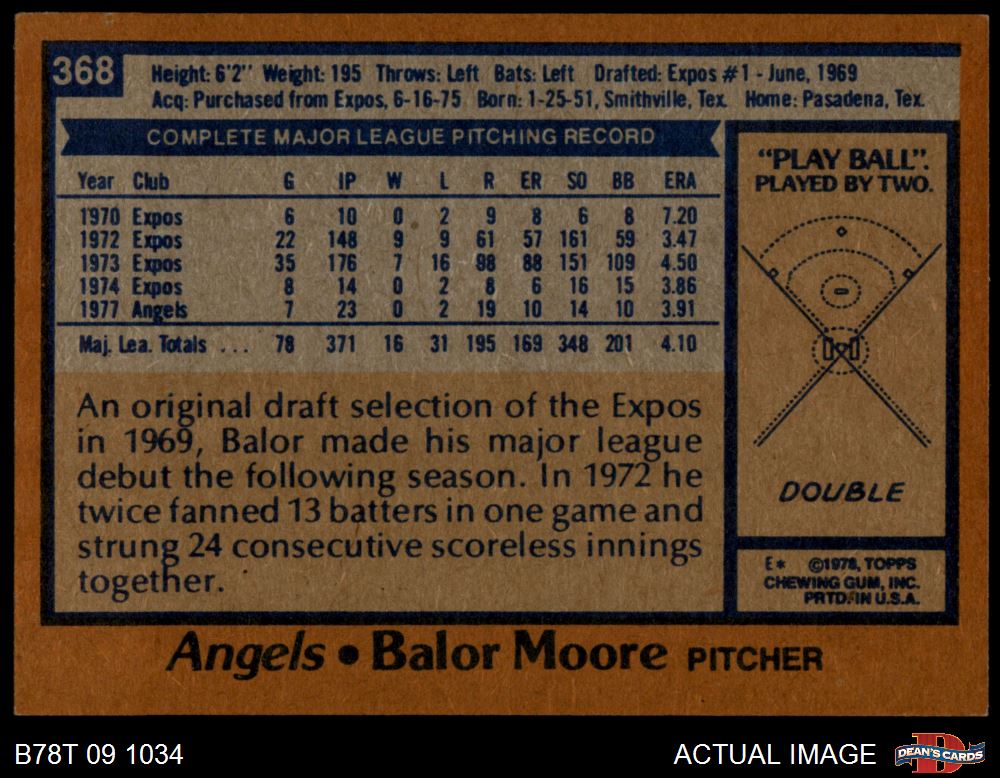 368
Height: 6'2" Weight: 195 Throws: Left Bats: Left Drafted: Expos #1 - June, 1969
Acq: Purchased from Expos, 6-16-75 Born: 1-25-51, Smithville, Tex. Home: Pasadena, Tex.
COMPLETE MAJOR LEAGUE PITCHING RECORD
Year Club G IP W L R ER SO BB ERA
1970 Expos 6 10 0 2 9 8 6 8 7.20
1972 Expos 22 148 9 9 61 57 161 59 3.47
1973 Expos 35 176 7 16 98 88 151 109 4.50
1974 Expos 8 14 0 2 8 6 16 15 3.86
1977 Angels 7 23 0 2 19 10 14 10 3.91
Maj. Lea. Totals ... 78 371 16 31 195 169 348 201 4.10
An original draft selection of the Expos
in 1969, Balor made his major league
debut the following season. In 1972 he
twice fanned 13 batters in one game and
strung 24 consecutive scoreless innings
together.
"PLAY BALL".
PLAYED BY TWO.
DOUBLE
E* ©1978, TOPPS
CHEWING GUM, INC.
PRTD. IN U.S.A.
Angels • Balor Moore PITCHER
B78T 09 1034
ACTUAL IMAGE
DEAN'S CARDS